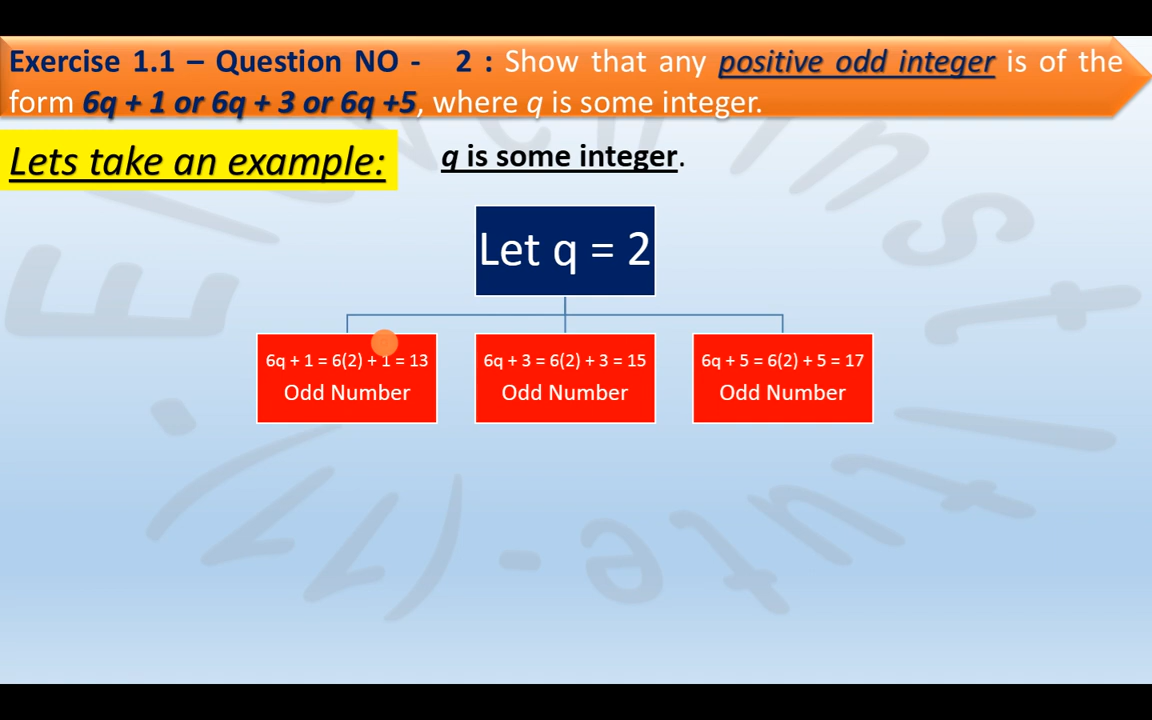 Exercise 1.1 – Question NO - 2 : Show that any positive odd integer is of the
form 6q + 1 or 6q + 3 or 6q +5, where q is some integer.
Lets take an example:
q is some integer.
Let q = 2
6q + 1 = 6(2) + 1 = 13
Odd Number
6q + 3 = 6(2) + 3 = 15
Odd Number
6q + 5 = 6(2) + 5 = 17
Odd Number